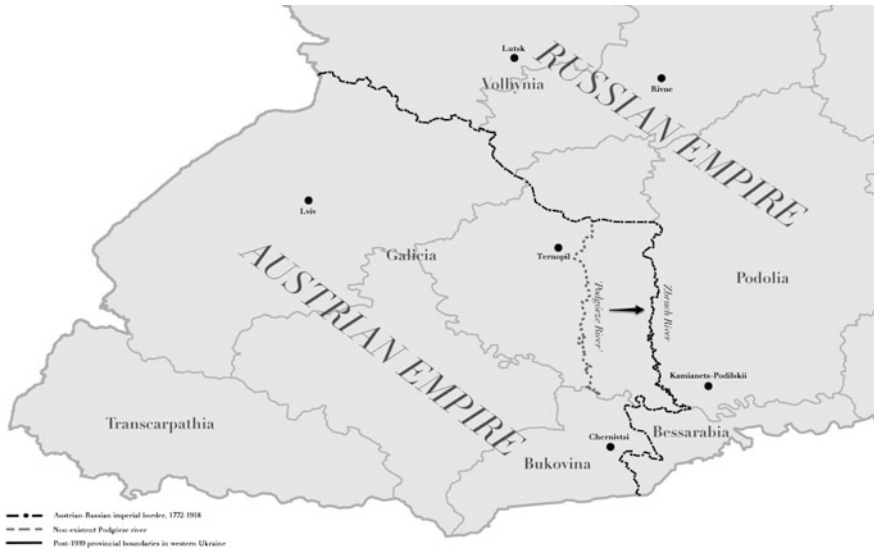 Lutsk
Volhynia
Rivne
RUSSIAN EMPIRE
Lviv
Galicia
Ternopil
AUSTRIAN EMPIRE
'Podgórze River'
Zbruch River
Podolia
Kamianets-Podilskii
Transcarpathia
Bukovina
Chernivtsi
Bessarabia
Austrian-Russian imperial border, 1772-1918
Non-existent Podgórze river
Post-1939 provincial boundaries in western Ukraine